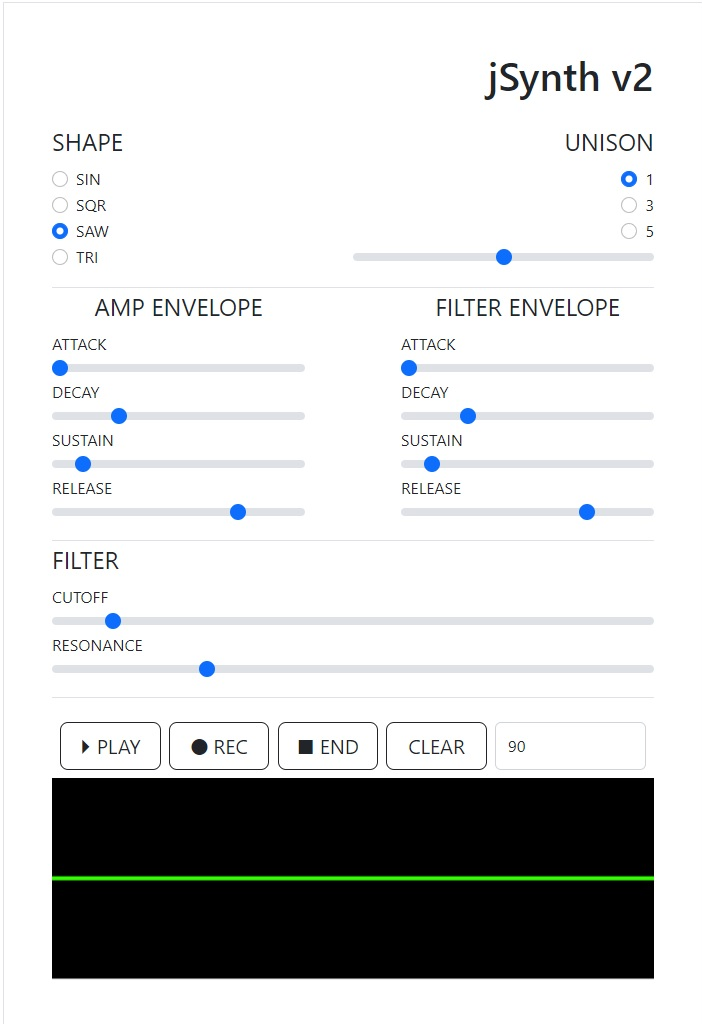 jSynth v2
SHAPE
UNISON
SIN
1
SQR
3
SAW
5
TRI
AMP ENVELOPE
FILTER ENVELOPE
ATTACK
ATTACK
DECAY
DECAY
SUSTAIN
SUSTAIN
RELEASE
RELEASE
FILTER
CUTOFF
RESONANCE
PLAY
REC
END
CLEAR
90